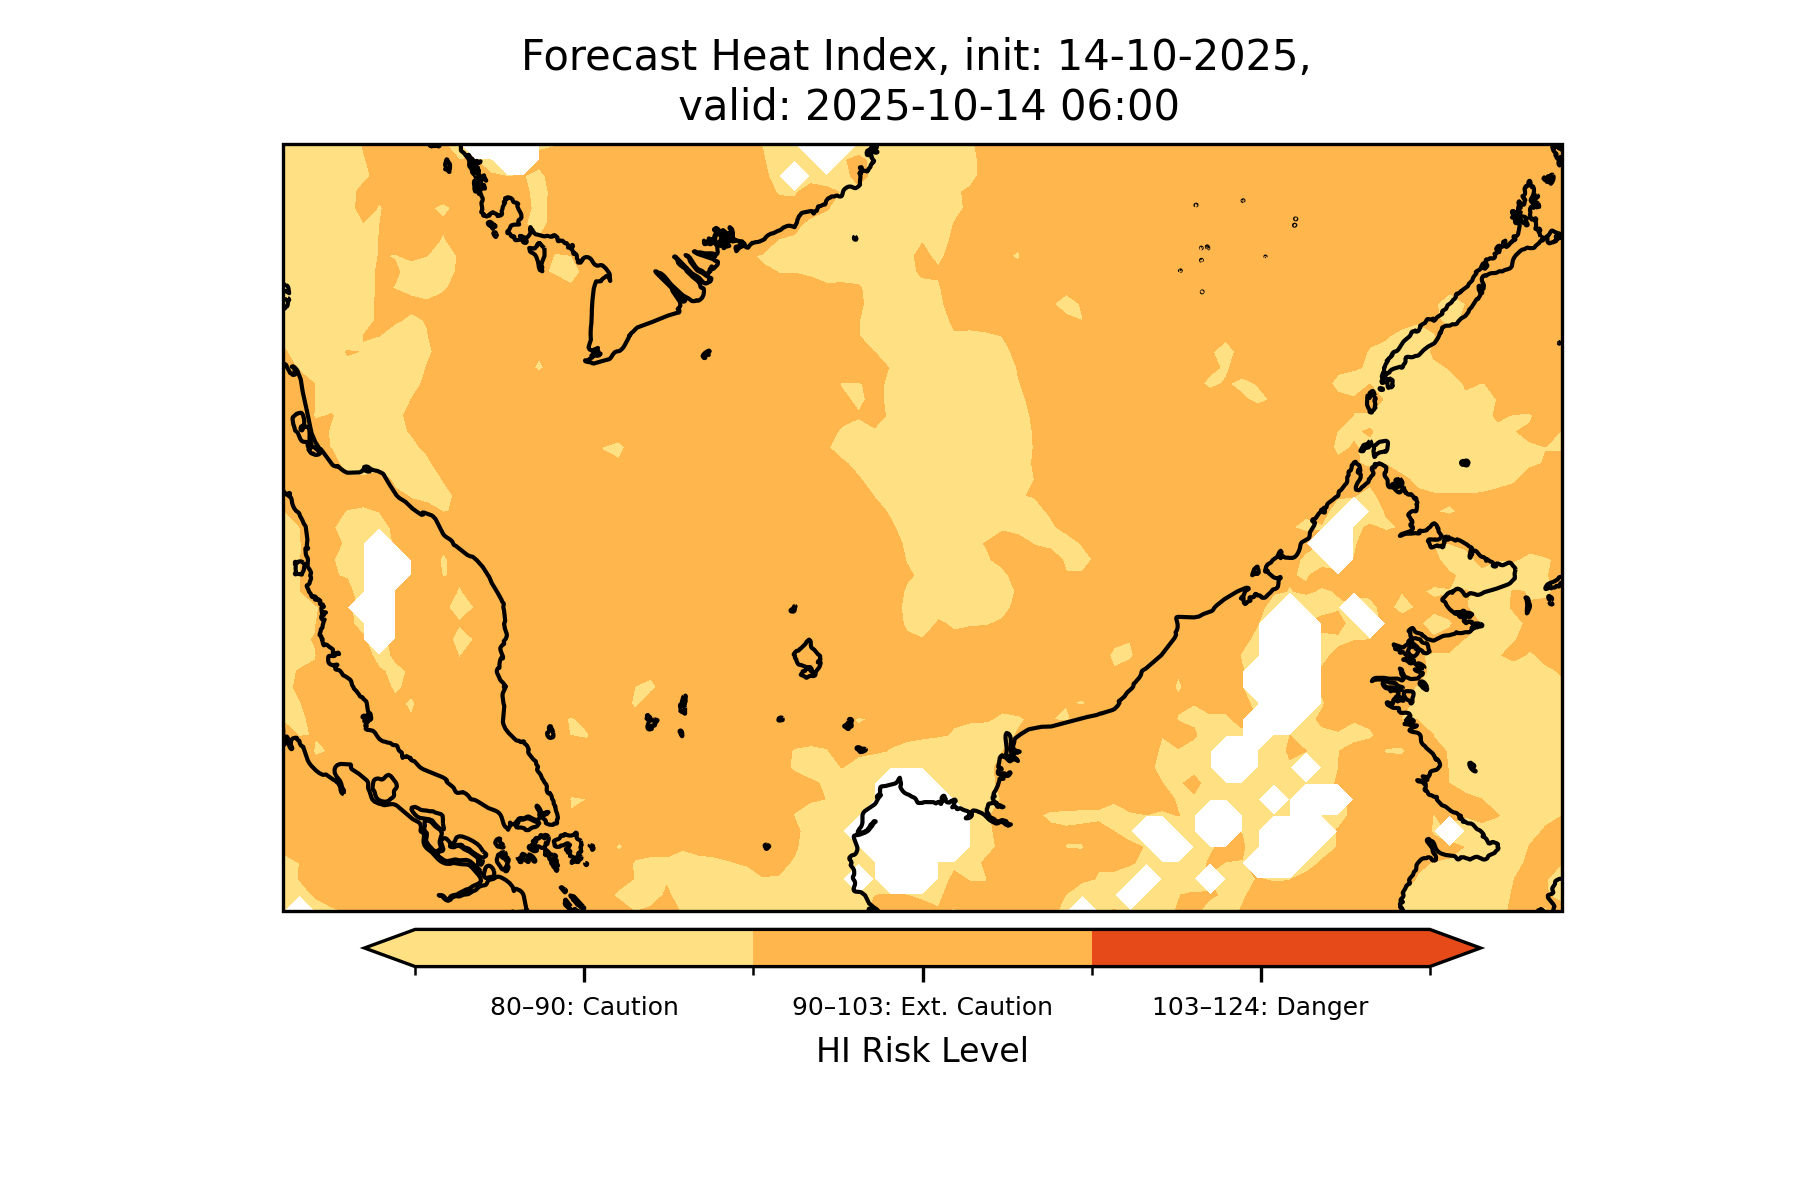 Forecast Heat Index, init: 14-10-2025,
valid: 2025-10-14 06:00
80–90: Caution
90–103: Ext. Caution
103–124: Danger
HI Risk Level